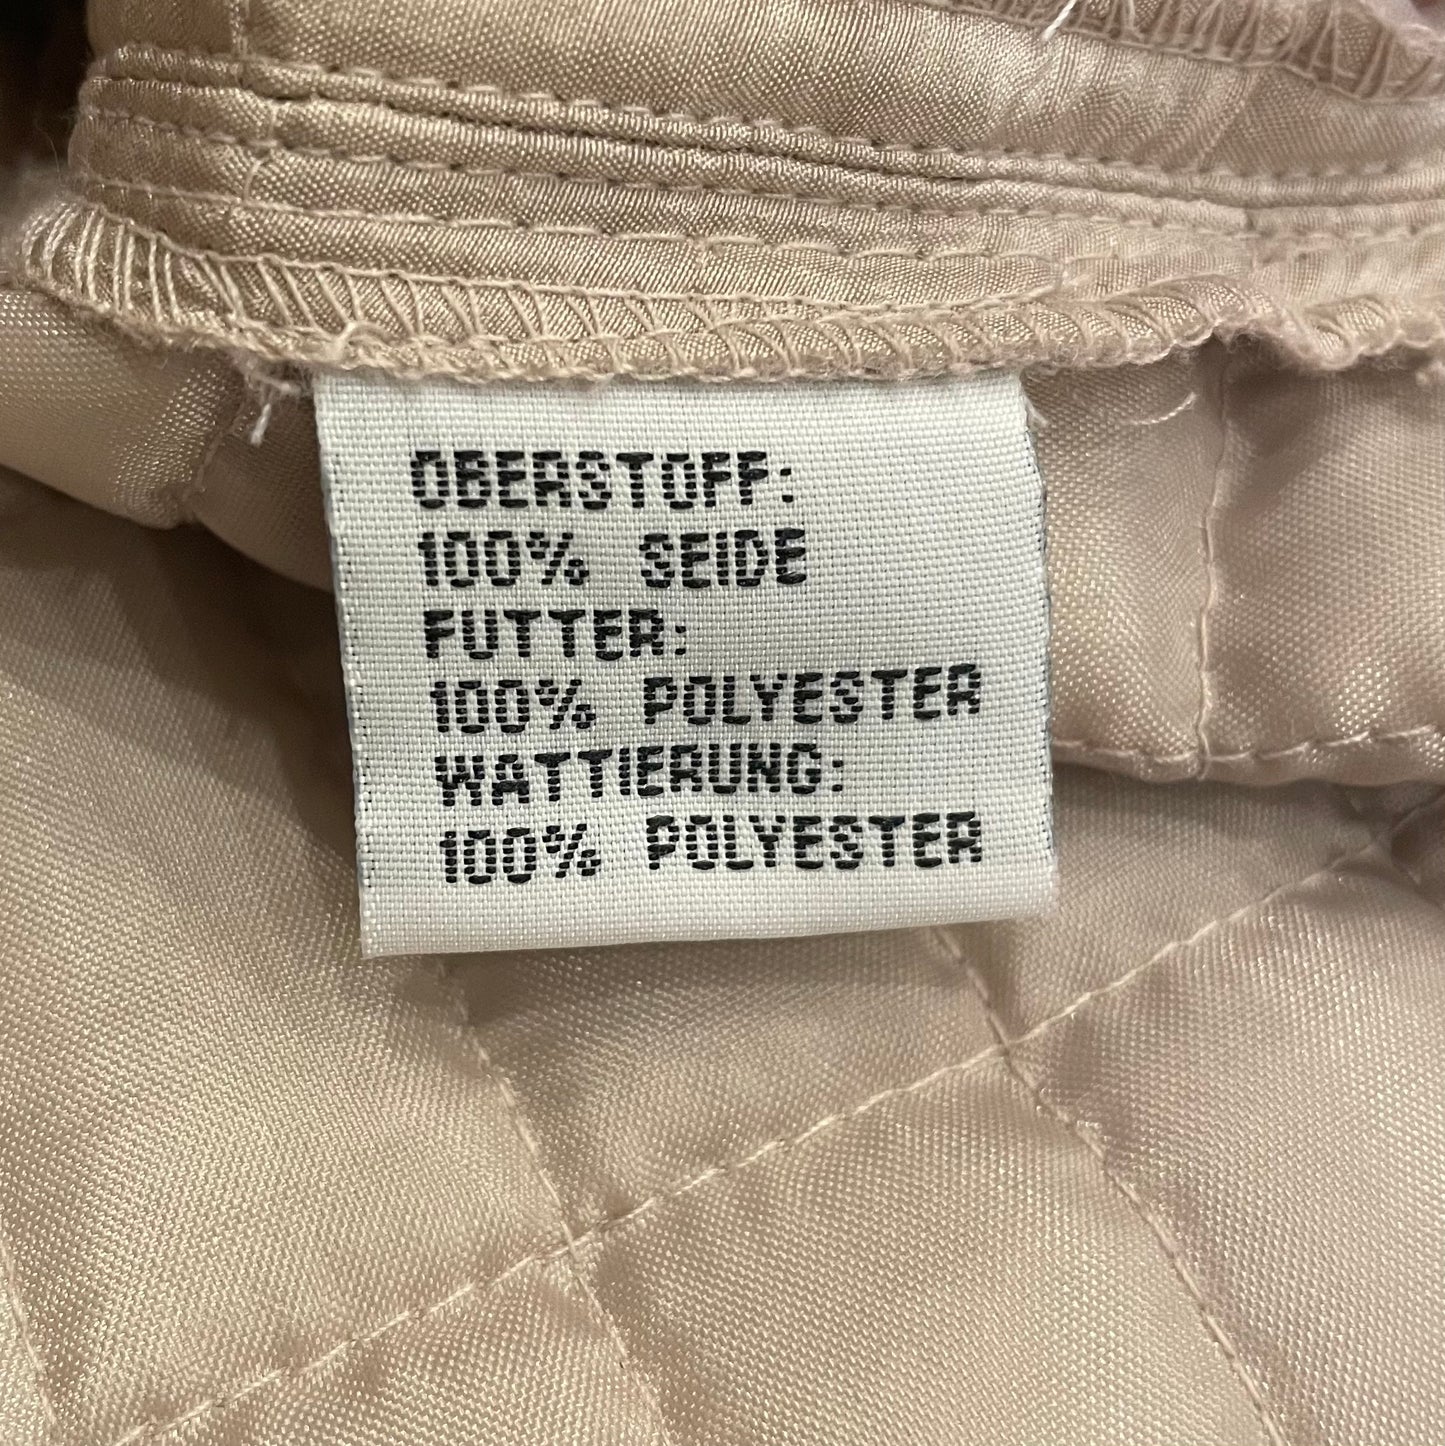 OBERSTOFF:
100% SEIDE
FUTTER:
100% POLYESTER
WATTIERUNG:
100% POLYESTER